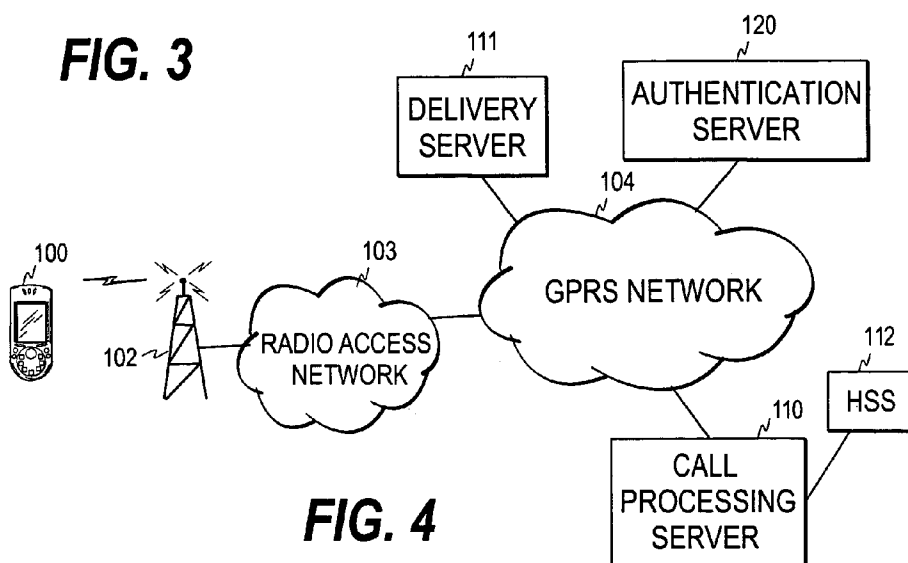 FIG. 3
111
DELIVERY
SERVER
120
AUTHENTICATION
SERVER
104
GPRS NETWORK
100
102
103
RADIO ACCESS
NETWORK
112
HSS
110
CALL
PROCESSING
SERVER
FIG. 4